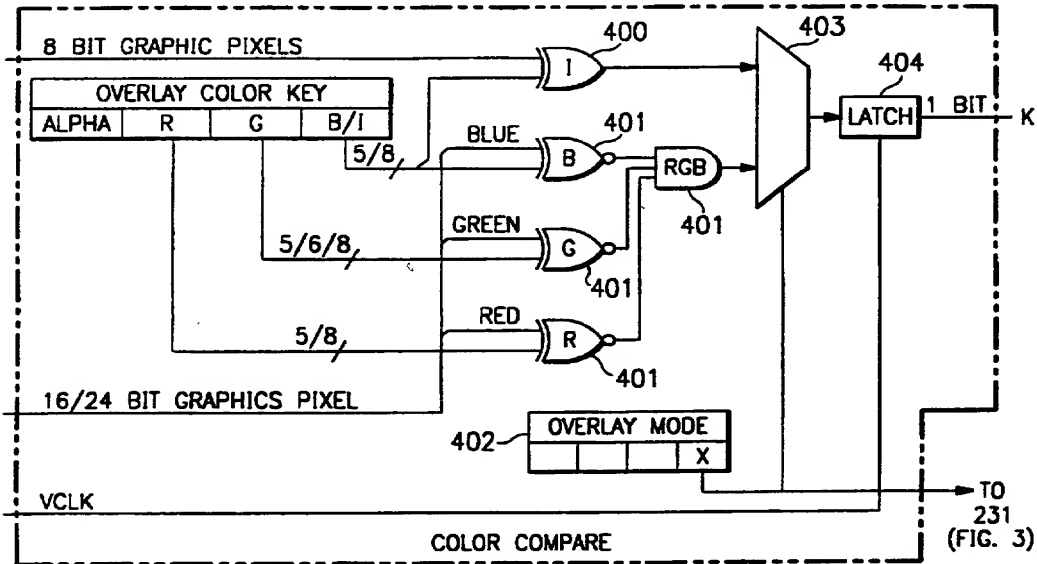 8 BIT GRAPHIC PIXELS
400
I
403
OVERLAY COLOR KEY
ALPHA R G B/I
404
LATCH
1 BIT
K
5/8
BLUE
401
B
RGB
401
GREEN
5/6/8
G
401
RED
5/8
R
401
16/24 BIT GRAPHICS PIXEL
402
OVERLAY MODE
X
VCLK
TO
231
(FIG. 3)
COLOR COMPARE